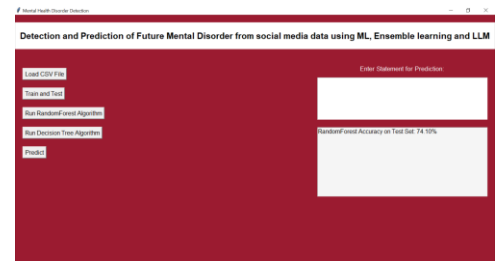 Mental Health Disorder Detection
Detection and Prediction of Future Mental Disorder from social media data using ML, Ensemble learning and LLM
Enter Statement for Prediction:
Load CSV File
Train and Test
Run RandomForest Algorithm
Run Decision Tree Algorithm
Predict
RandomForest Accuracy on Test Set: 74.10%